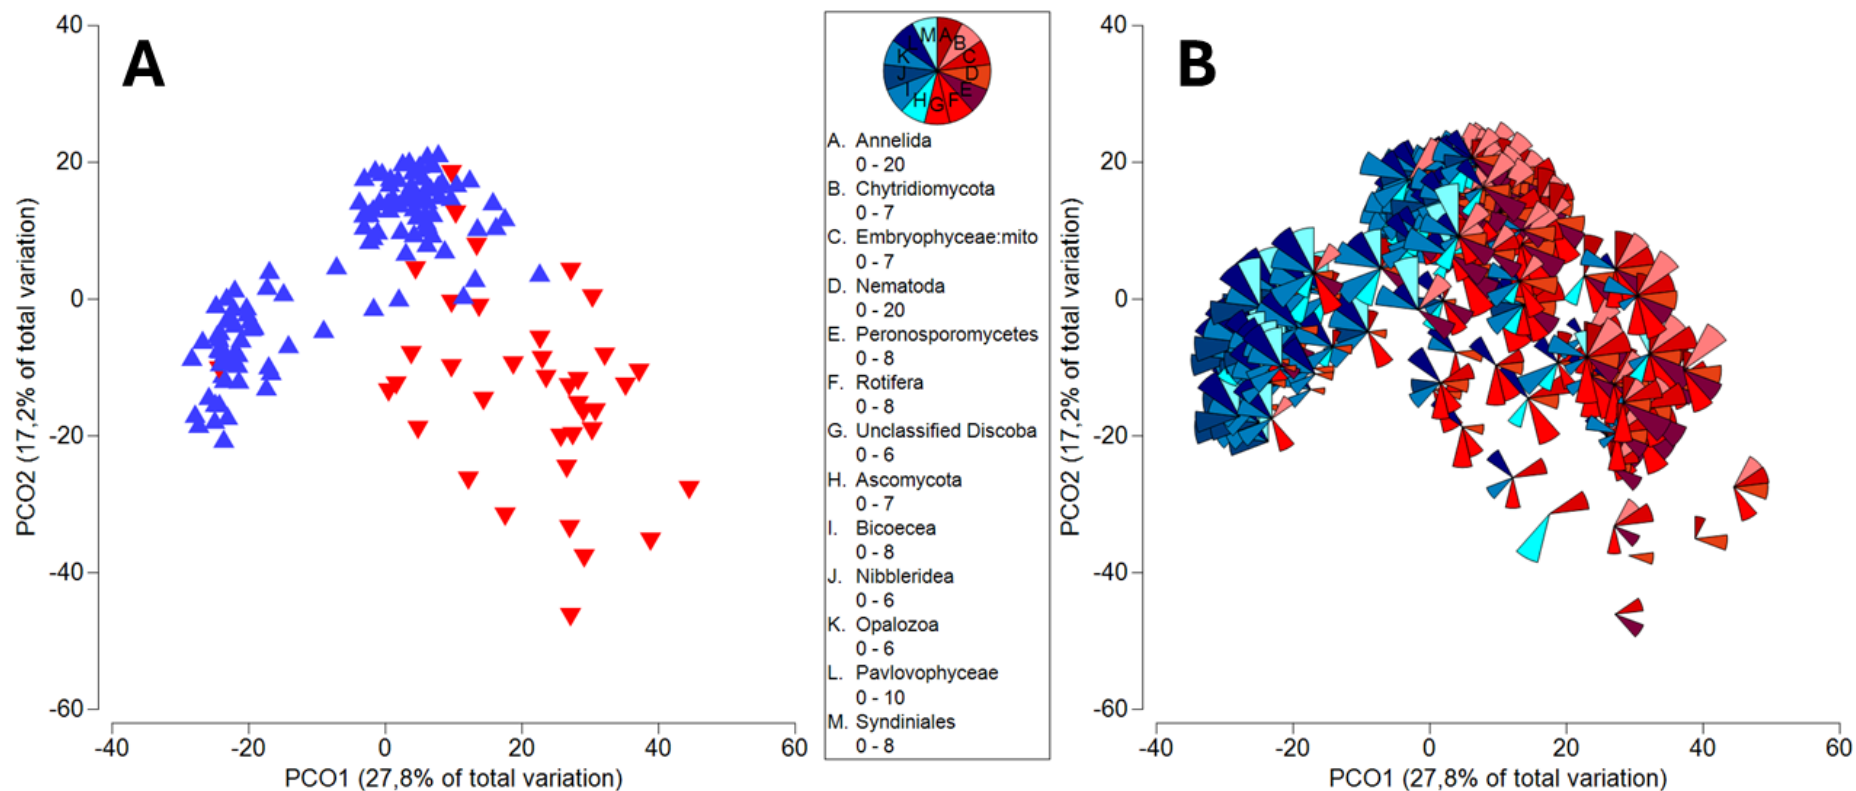 A
40
20
0
-20
-40
-60
-40
-20
0
20
40
60
PCO1 (27,8% of total variation)
PCO2 (17,2% of total variation)
M
A
B
C
D
E
F
G
H
I
J
K
A. Annelida
0 - 20
B. Chytridiomycota
0 - 7
C. Embryophyceae:mito
0 - 7
D. Nematoda
0 - 20
E. Peronosporomycetes
0 - 8
F. Rotifera
0 - 8
G. Unclassified Discoba
0 - 6
H. Ascomycota
0 - 7
I. Bicoecea
0 - 8
J. Nibbleridea
0 - 6
K. Opalozoa
0 - 6
L. Pavlovophyceae
0 - 10
M. Syndiniales
0 - 8
B
40
20
0
-20
-40
-60
-40
-20
0
20
40
60
PCO1 (27,8% of total variation)
PCO2 (17,2% of total variation)